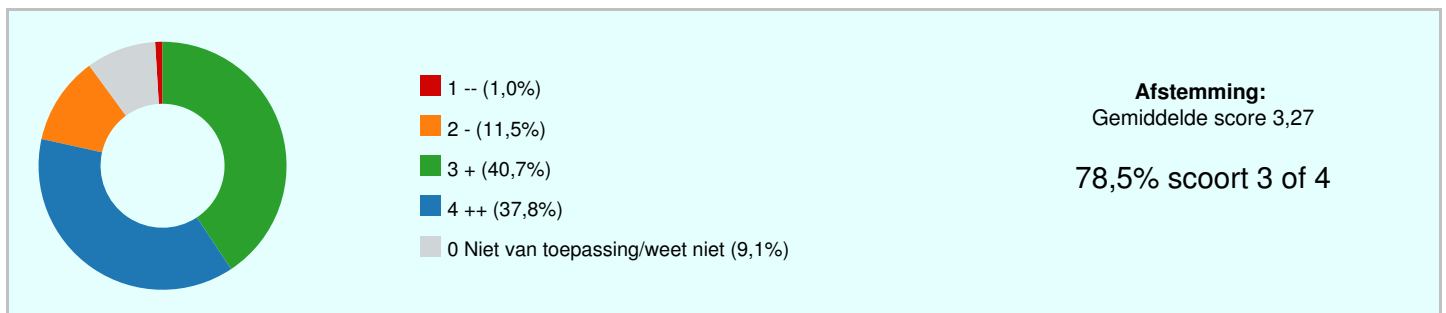 1 -- (1,0%)
2 - (11,5%)
3 + (40,7%)
4 ++ (37,8%)
0 Niet van toepassing/weet niet (9,1%)
Afstemming:
Gemiddelde score 3,27
78,5% scoort 3 of 4